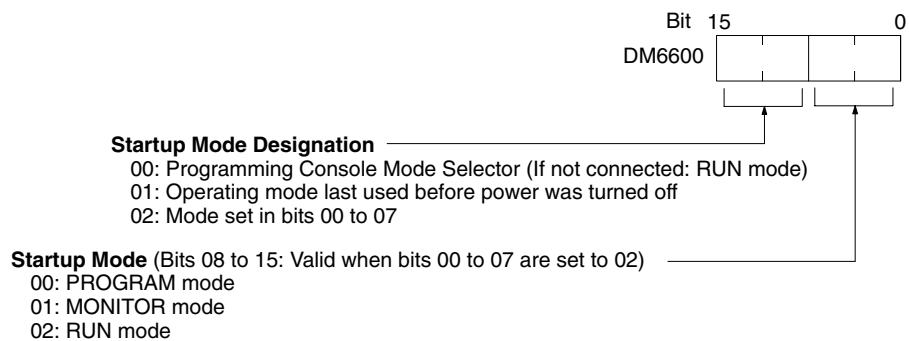 Bit 15 0
DM6600
Startup Mode Designation
00: Programming Console Mode Selector (If not connected: RUN mode)
01: Operating mode last used before power was turned off
02: Mode set in bits 00 to 07
Startup Mode (Bits 08 to 15: Valid when bits 00 to 07 are set to 02)
00: PROGRAM mode
01: MONITOR mode
02: RUN mode